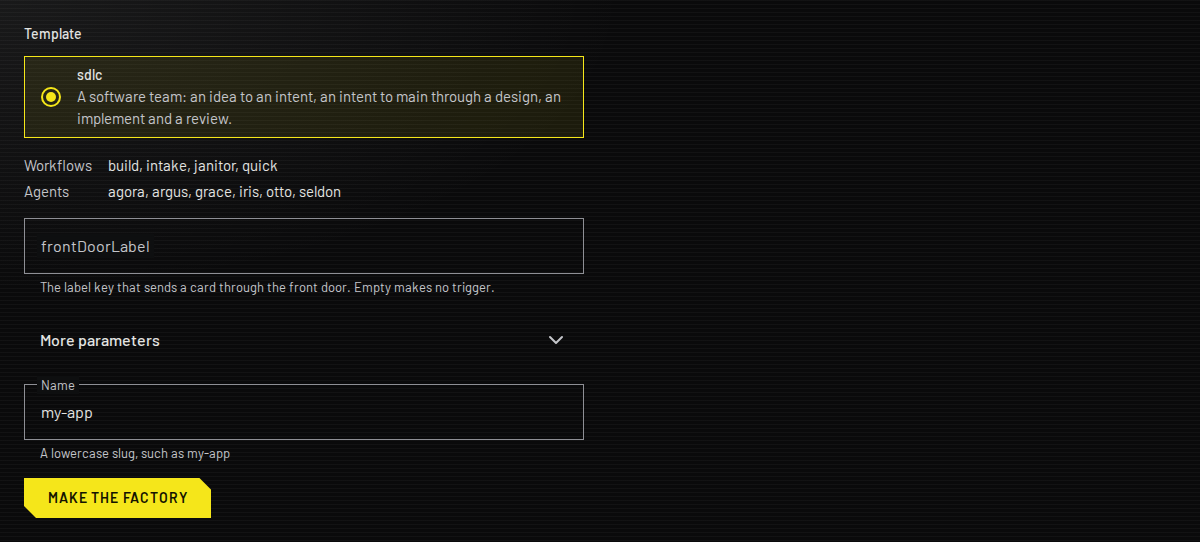 Template
sdlc
A software team: an idea to an intent, an intent to main through a design, an
implement and a review.
Workflows build, intake, janitor, quick
Agents agora, argus, grace, iris, otto, seldon
frontDoorLabel
The label key that sends a card through the front door. Empty makes no trigger.
More parameters
Name
my-app
A lowercase slug, such as my-app
MAKE THE FACTORY